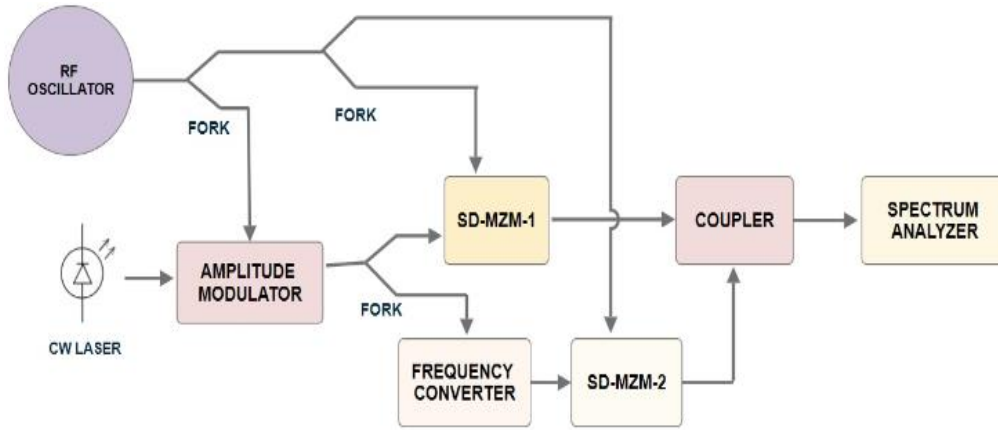 RF
OSCILLATOR
FORK
FORK
SD-MZM-1
COUPLER
SPECTRUM
ANALYZER
AMPLITUDE
MODULATOR
FORK
CW LASER
FREQUENCY
CONVERTER
SD-MZM-2